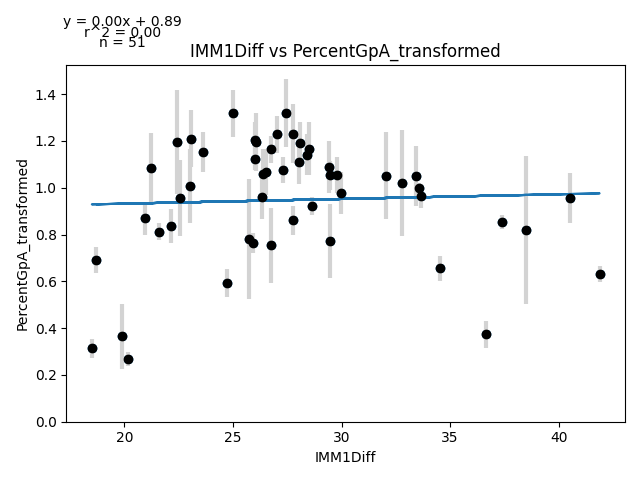 y = 0.00x + 0.89
r^2 = 0.00
n = 51
IMM1Diff vs PercentGpA_transformed
PercentGpA_transformed
1.4
1.2
1.0
0.8
0.6
0.4
0.2
0.0
20 25 30 35 40
IMM1Diff